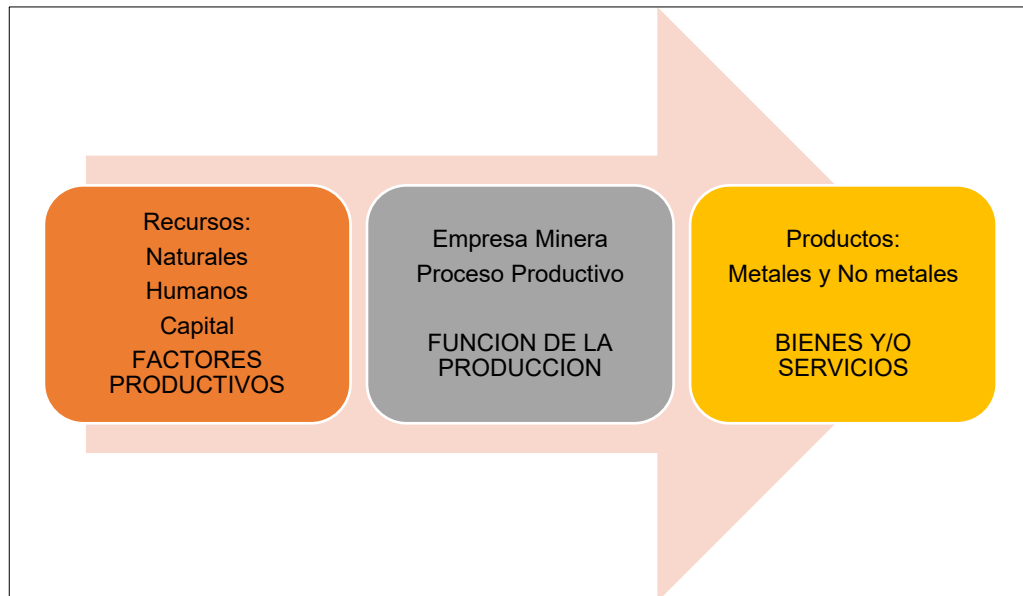 Recursos:
Naturales
Humanos
Capital
FACTORES
PRODUCTIVOS
Empresa Minera
Proceso Productivo
FUNCION DE LA
PRODUCCION
Productos:
Metales y No metales
BIENES Y/O
SERVICIOS